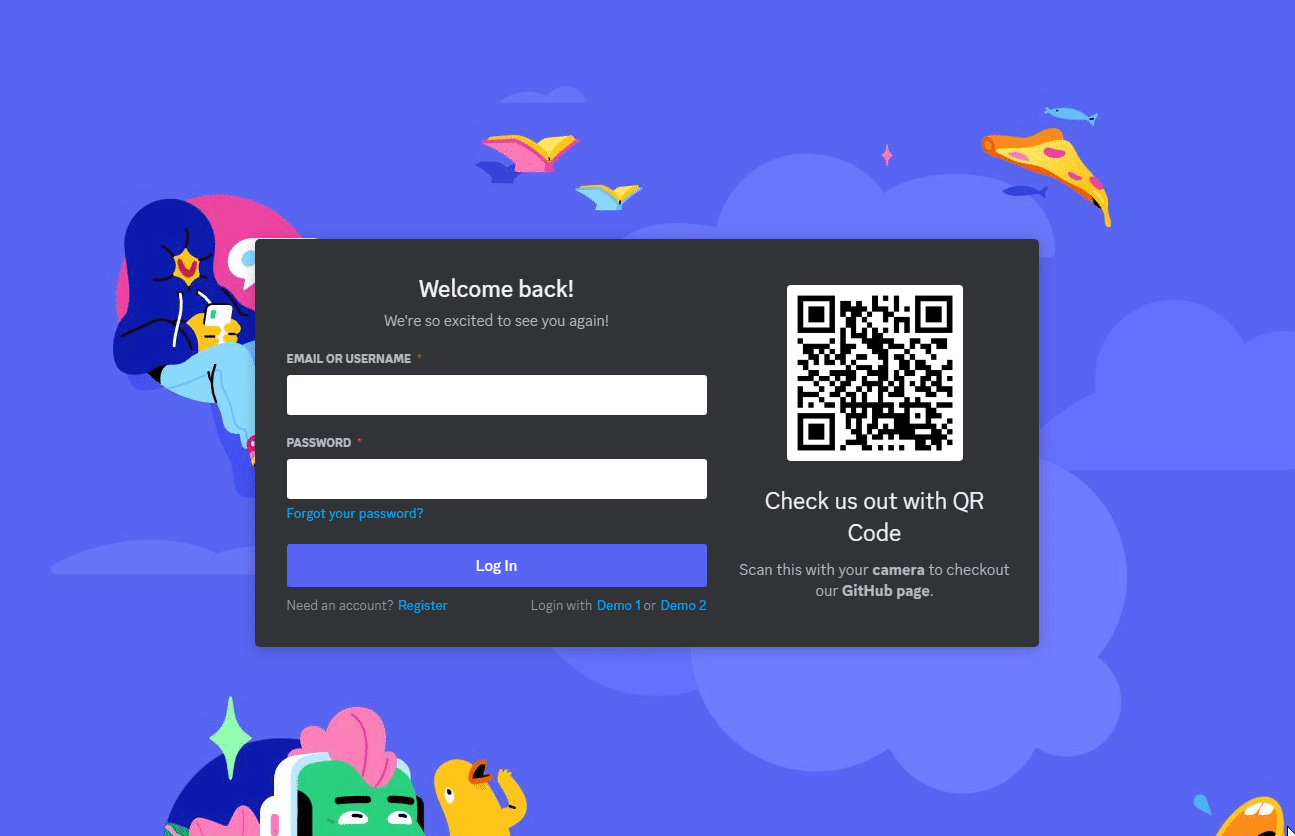 Welcome back!
We're so excited to see you again!
EMAIL OR USERNAME *
PASSWORD *
Forgot your password?
Log In
Need an account? Register
Login with Demo 1 or Demo 2
Check us out with QR
Code
Scan this with your camera to checkout
our GitHub page.